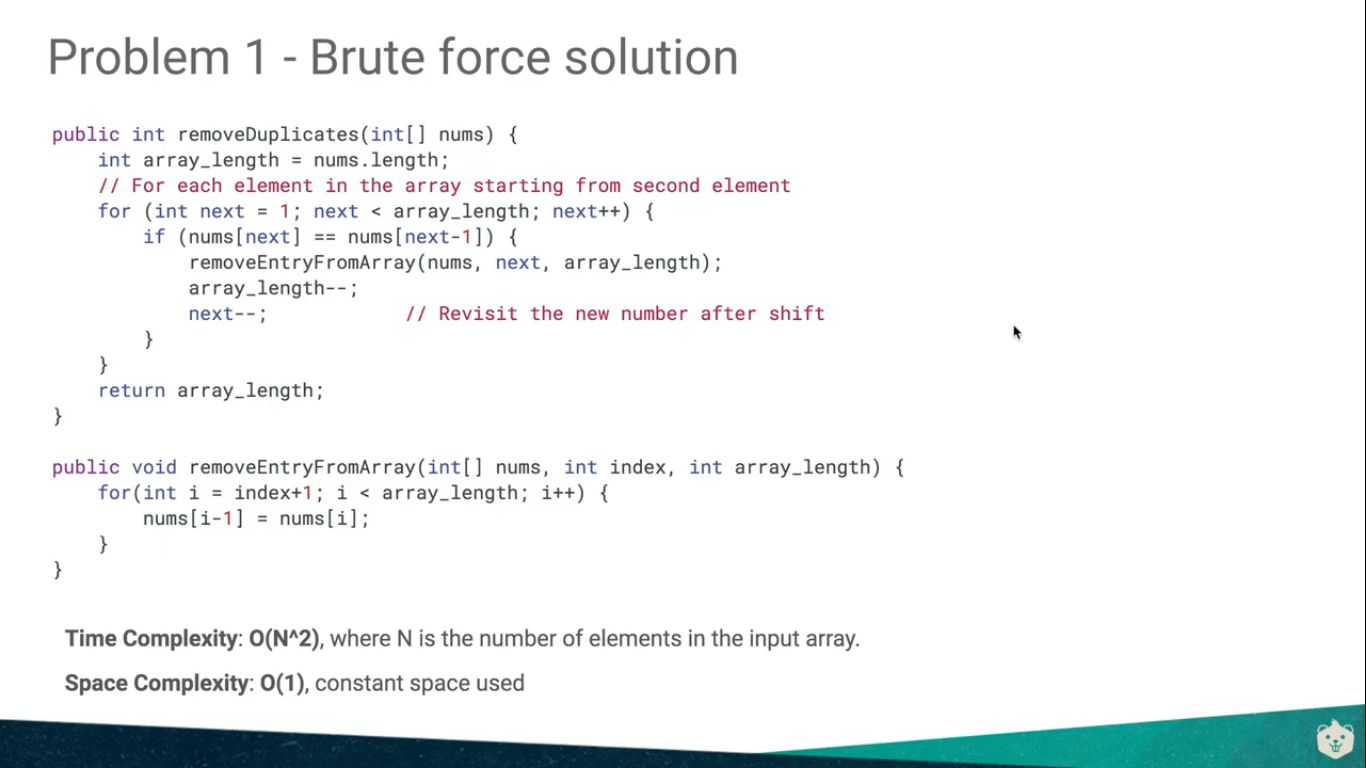 Problem 1 - Brute force solution
public int removeDuplicates(int[] nums) {
    int array_length = nums.length;
    // For each element in the array starting from second element
    for (int next = 1; next < array_length; next++) {
        if (nums[next] == nums[next-1]) {
            removeEntryFromArray(nums, next, array_length);
            array_length--;
            next--;            // Revisit the new number after shift
        }
    }
    return array_length;
}
public void removeEntryFromArray(int[] nums, int index, int array_length) {
    for(int i = index+1; i < array_length; i++) {
        nums[i-1] = nums[i];
    }
}
Time Complexity: O(N^2), where N is the number of elements in the input array.
Space Complexity: O(1), constant space used